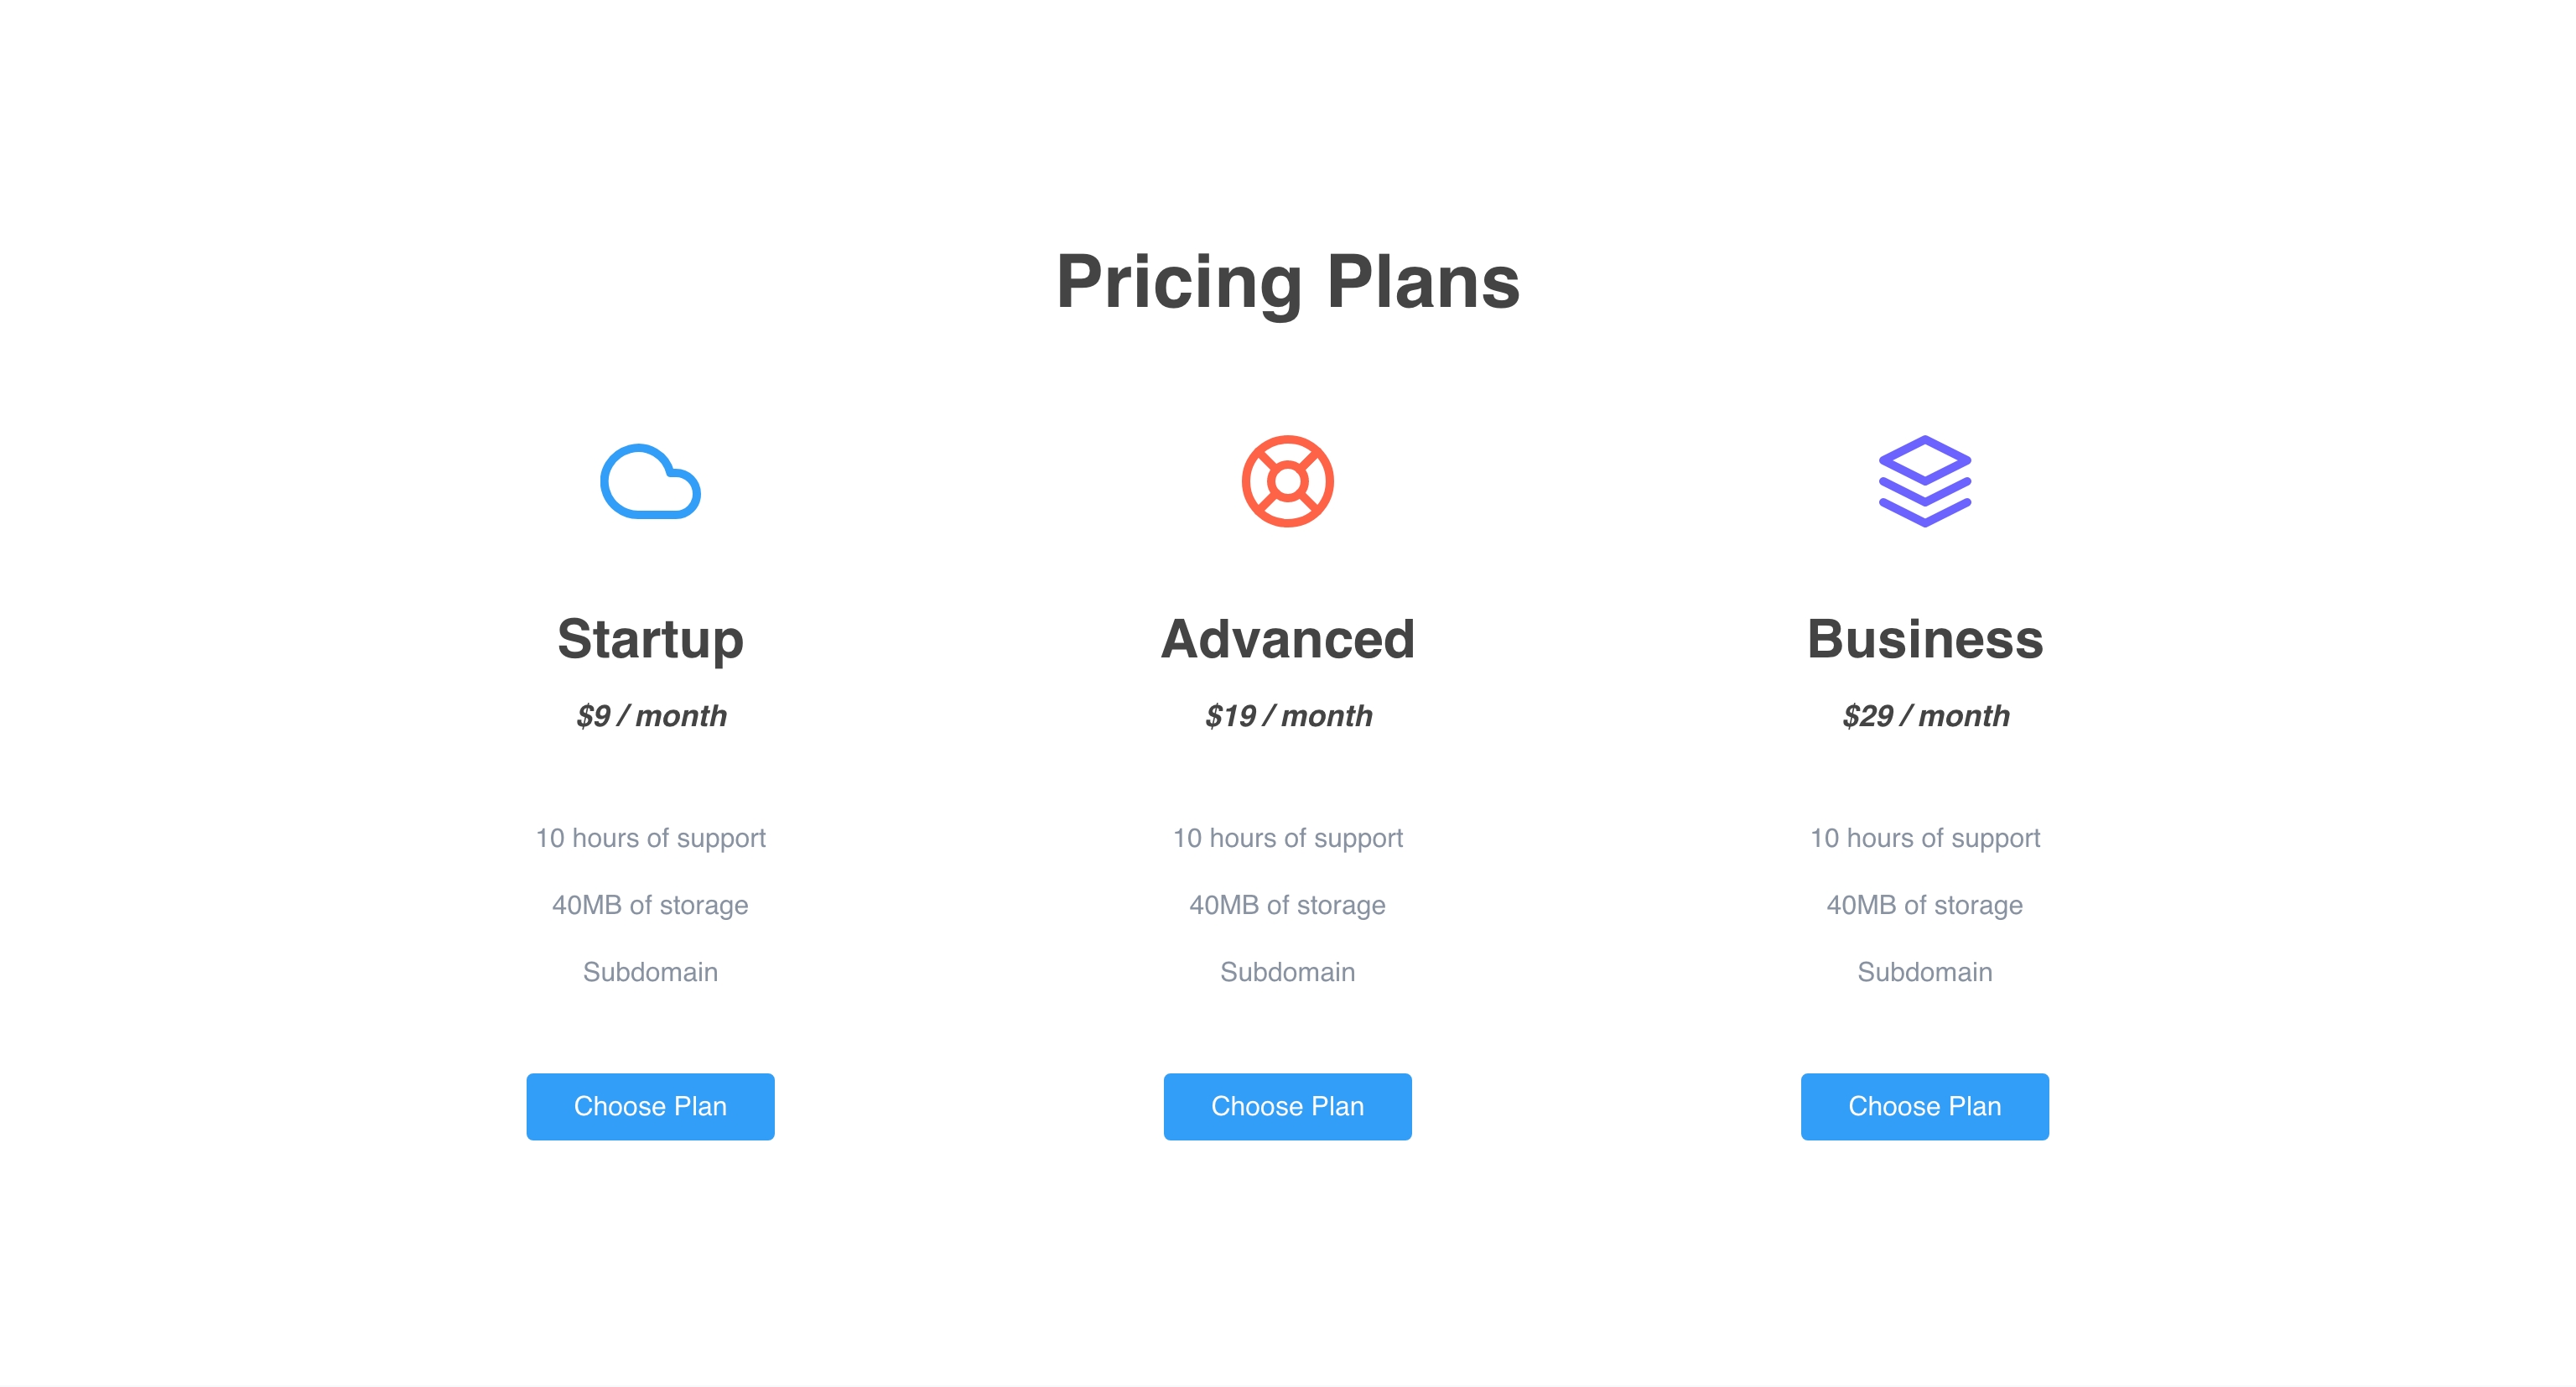 Pricing Plans
Startup
$9 / month
10 hours of support
40MB of storage
Subdomain
Choose Plan
Advanced
$19 / month
10 hours of support
40MB of storage
Subdomain
Choose Plan
Business
$29 / month
10 hours of support
40MB of storage
Subdomain
Choose Plan